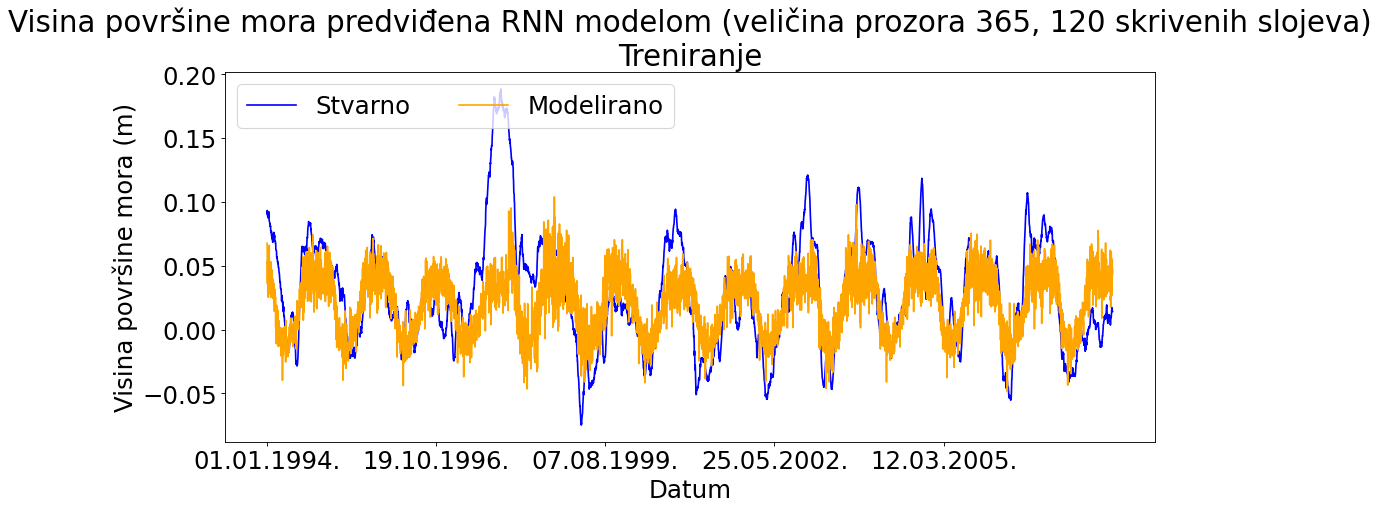 Visina površine mora predviđena RNN modelom (veličina prozora 365, 120 skrivenih slojeva)
Treniranje
Stvarno Modelirano
Visina površine mora (m)
0.20
0.15
0.10
0.05
0.00
−0.05
01.01.1994. 19.10.1996. 07.08.1999. 25.05.2002. 12.03.2005.
Datum